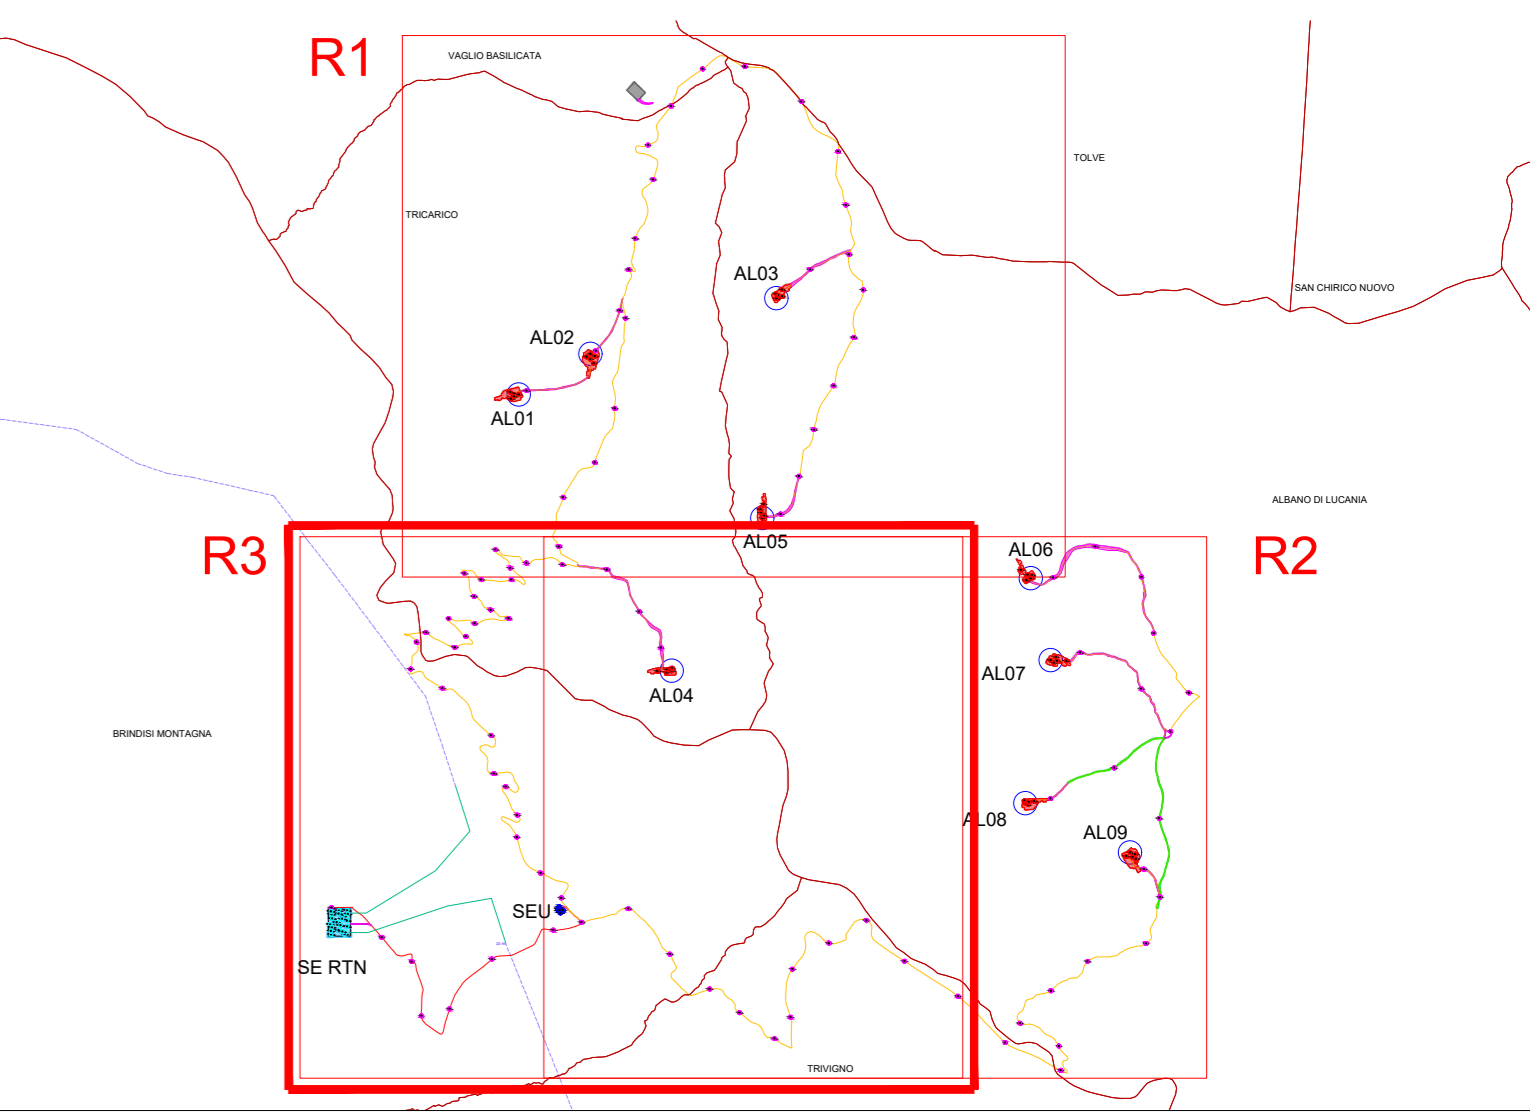 R1
VAGLIO BASILICATA
TOLVE
TRICARICO
AL03
SAN CHIRICO NUOVO
AL02
AL01
ALBANO DI LUCANIA
R3
AL05
AL06
R2
AL07
AL04
BRINDISI MONTAGNA
AL08
AL09
SEU
SE RTN
TRIVIGNO